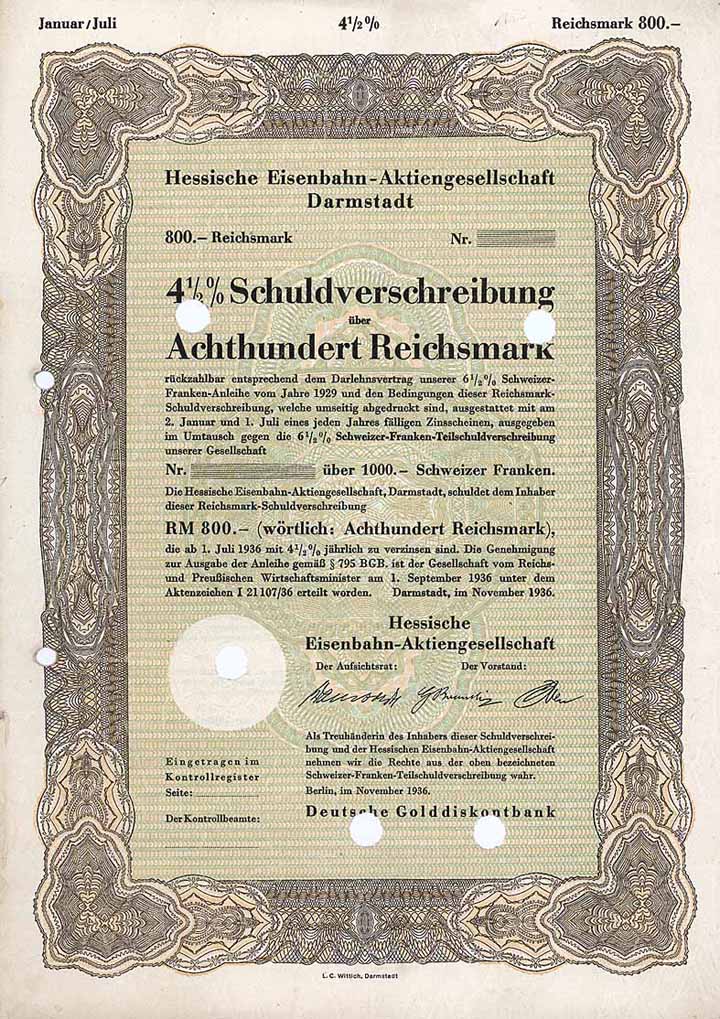 Januar/Juli 4½% Reichsmark 800.–
Hessische Eisenbahn-Aktiengesellschaft
Darmstadt
800.– Reichsmark Nr.
4½% Schuldverschreibung
über
Achthundert Reichsmark
rückzahlbar entsprechend dem Darlehnsvertrag unserer 6½% Schweizer-
Franken-Anleihe vom Jahre 1929 und den Bedingungen dieser Reichsmark-
Schuldverschreibung, welche umseitig abgedruckt sind, ausgestattet mit am
2. Januar und 1. Juli eines jeden Jahres fälligen Zinsscheinen, ausgegeben
im Umtausch gegen die 6½% Schweizer-Franken-Teilschuldverschreibung
unserer Gesellschaft
Nr. über 1000.– Schweizer Franken.
Die Hessische Eisenbahn-Aktiengesellschaft, Darmstadt, schuldet dem Inhaber
dieser Reichsmark-Schuldverschreibung
RM 800.– (wörtlich: Achthundert Reichsmark),
die ab 1. Juli 1936 mit 4½% jährlich zu verzinsen sind. Die Genehmigung
zur Ausgabe der Anleihe gemäß § 795 BGB. ist der Gesellschaft vom Reichs-
und Preußischen Wirtschaftsminister am 1. September 1936 unter dem
Aktenzeichen I 21107/36 erteilt worden. Darmstadt, im November 1936.
Hessische
Eisenbahn-Aktiengesellschaft
Der Aufsichtsrat: Der Vorstand:
Als Treuhänderin des Inhabers dieser Schuldverschrei-
bung und der Hessischen Eisenbahn-Aktiengesellschaft
nehmen wir die Rechte aus der oben bezeichneten
Schweizer-Franken-Teilschuldverschreibung wahr.
Berlin, im November 1936.
Deutsche Golddiskontbank
Eingetragen im
Kontrollregister
Seite:
Der Kontrollbeamte:
L. C. Wittich, Darmstadt